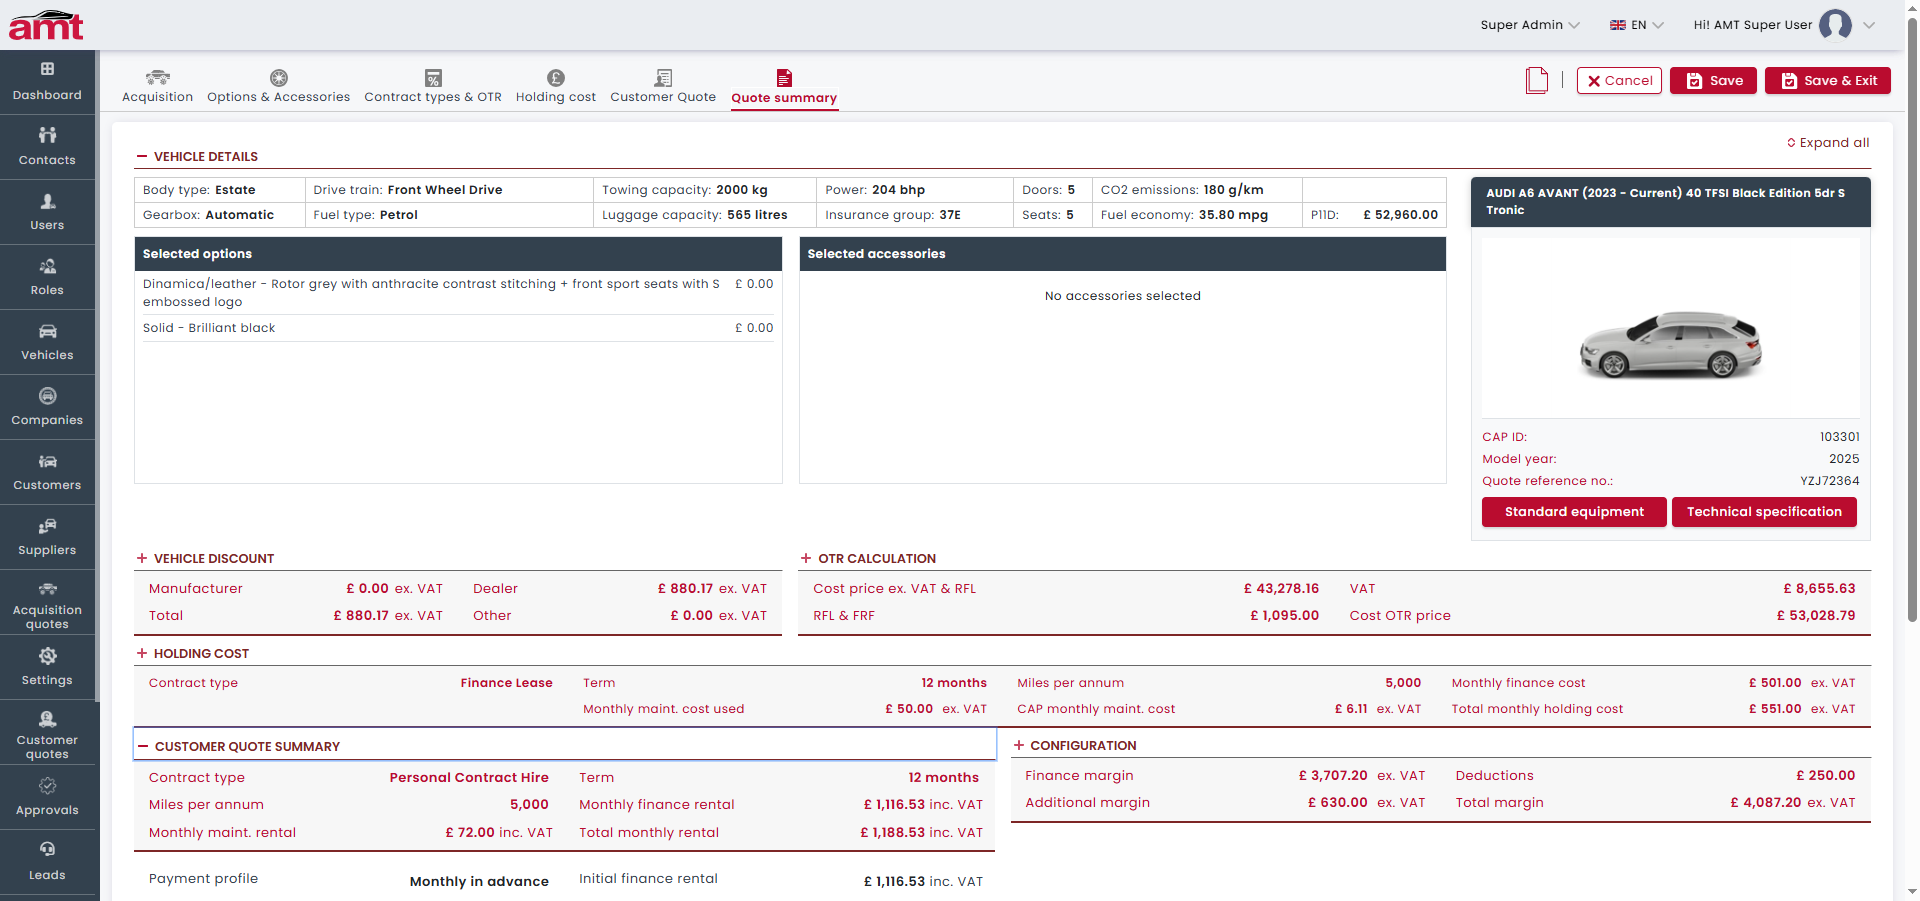 amt
Super Admin
EN
Hi! AMT Super User
Dashboard
Contacts
Users
Roles
Vehicles
Companies
Customers
Suppliers
Acquisition
quotes
Settings
Customer
quotes
Approvals
Leads
Acquisition
Options & Accessories
Contract types & OTR
Holding cost
Customer Quote
Quote summary
Cancel
Save
Save & Exit
Expand all
VEHICLE DETAILS
Body type: Estate
Drive train: Front Wheel Drive
Towing capacity: 2000 kg
Power: 204 bhp
Doors: 5
CO2 emissions: 180 g/km
Gearbox: Automatic
Fuel type: Petrol
Luggage capacity: 565 litres
Insurance group: 37E
Seats: 5
Fuel economy: 35.80 mpg
P11D: £ 52,960.00
Selected options
Dinamica/leather - Rotor grey with anthracite contrast stitching + front sport seats with S £ 0.00
embossed logo
Solid - Brilliant black £ 0.00
Selected accessories
No accessories selected
AUDI A6 AVANT (2023 - Current) 40 TFSI Black Edition 5dr S
Tronic
CAP ID: 103301
Model year: 2025
Quote reference no.: YZJ72364
Standard equipment
Technical specification
VEHICLE DISCOUNT
Manufacturer £ 0.00 ex. VAT Dealer £ 880.17 ex. VAT
Total £ 880.17 ex. VAT Other £ 0.00 ex. VAT
OTR CALCULATION
Cost price ex. VAT & RFL £ 43,278.16 VAT £ 8,655.63
RFL & FRF £ 1,095.00 Cost OTR price £ 53,028.79
HOLDING COST
Contract type Finance Lease Term 12 months Miles per annum 5,000 Monthly finance cost £ 501.00 ex. VAT
Monthly maint. cost used £ 50.00 ex. VAT CAP monthly maint. cost £ 6.11 ex. VAT Total monthly holding cost £ 551.00 ex. VAT
CUSTOMER QUOTE SUMMARY
Contract type Personal Contract Hire Term 12 months
Miles per annum 5,000 Monthly finance rental £ 1,116.53 inc. VAT
Monthly maint. rental £ 72.00 inc. VAT Total monthly rental £ 1,188.53 inc. VAT
Payment profile Monthly in advance Initial finance rental £ 1,116.53 inc. VAT
CONFIGURATION
Finance margin £ 3,707.20 ex. VAT Deductions £ 250.00
Additional margin £ 630.00 ex. VAT Total margin £ 4,087.20 ex. VAT